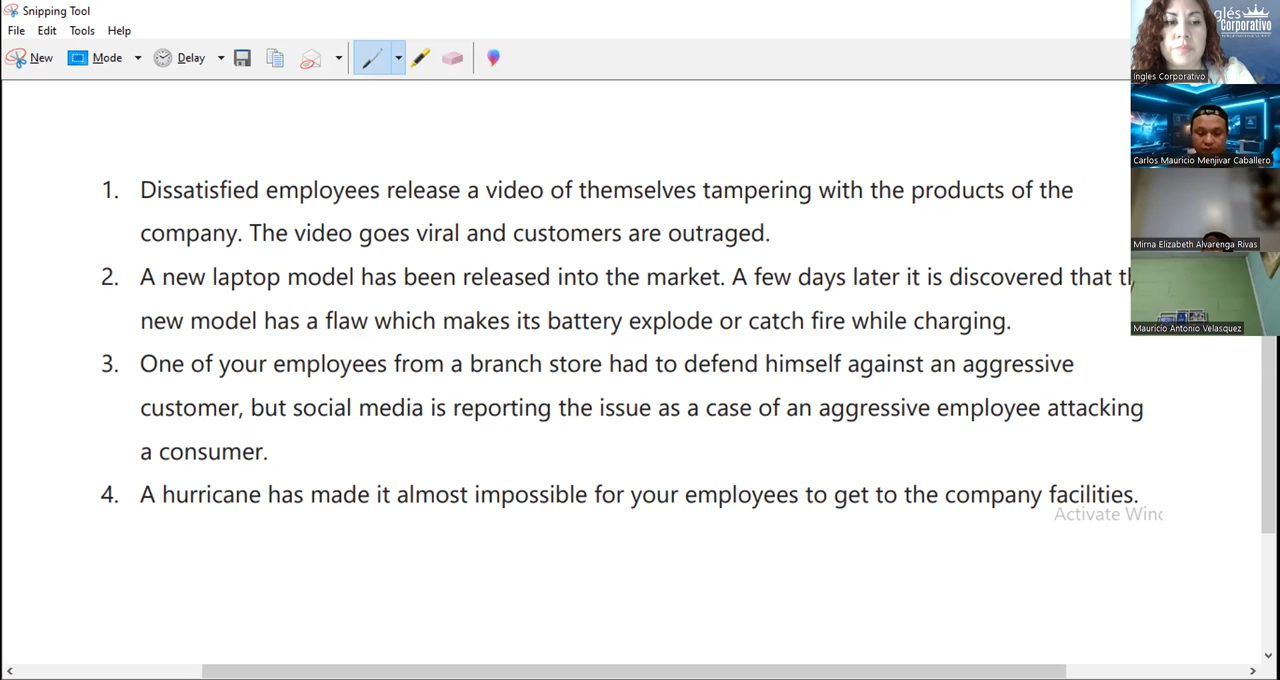 Snipping Tool
File Edit Tools Help
New Mode Delay
1. Dissatisfied employees release a video of themselves tampering with the products of the
company. The video goes viral and customers are outraged.
2. A new laptop model has been released into the market. A few days later it is discovered that
new model has a flaw which makes its battery explode or catch fire while charging.
3. One of your employees from a branch store had to defend himself against an aggressive
customer, but social media is reporting the issue as a case of an aggressive employee attacking
a consumer.
4. A hurricane has made it almost impossible for your employees to get to the company facilities.
Activate
glés
Corporativo
Ingles Corporativo
Carlos Mauricio Menjivar Caballero
Mirna Elizabeth Alvarenga Rivas
Mauricio Antonio Velasquez